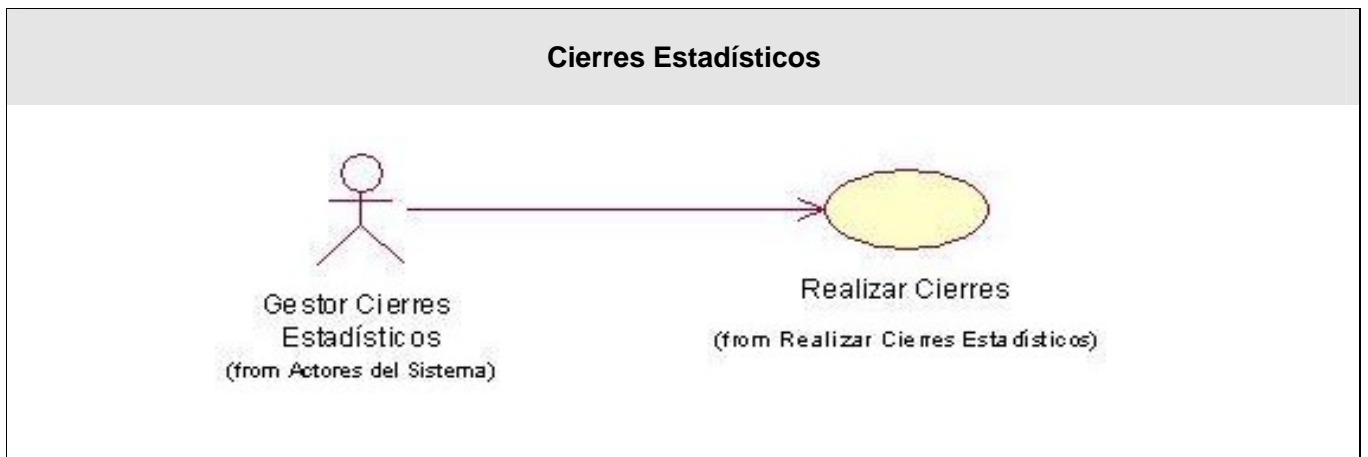 Cierres Estadísticos
Gestor Cierres
Estadísticos
(from Actores del Sistema)
Realizar Cierres
(from Realizar Cierres Estadísticos)